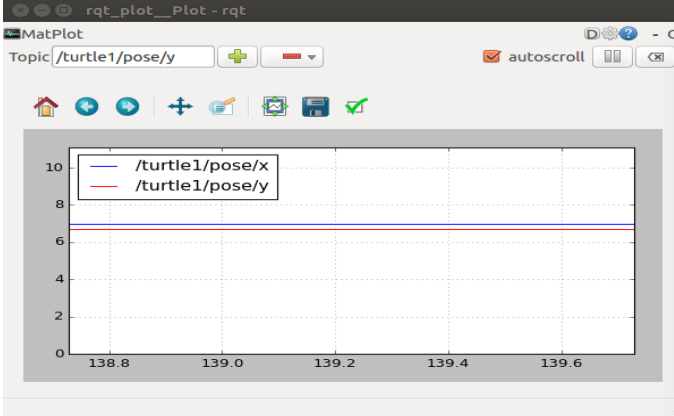 rqt_plot__Plot - rqt
MatPlot D ? -
Topic /turtle1/pose/y autoscroll
/turtle1/pose/x
/turtle1/pose/y
10
8
6
4
2
0
138.8 139.0 139.2 139.4 139.6